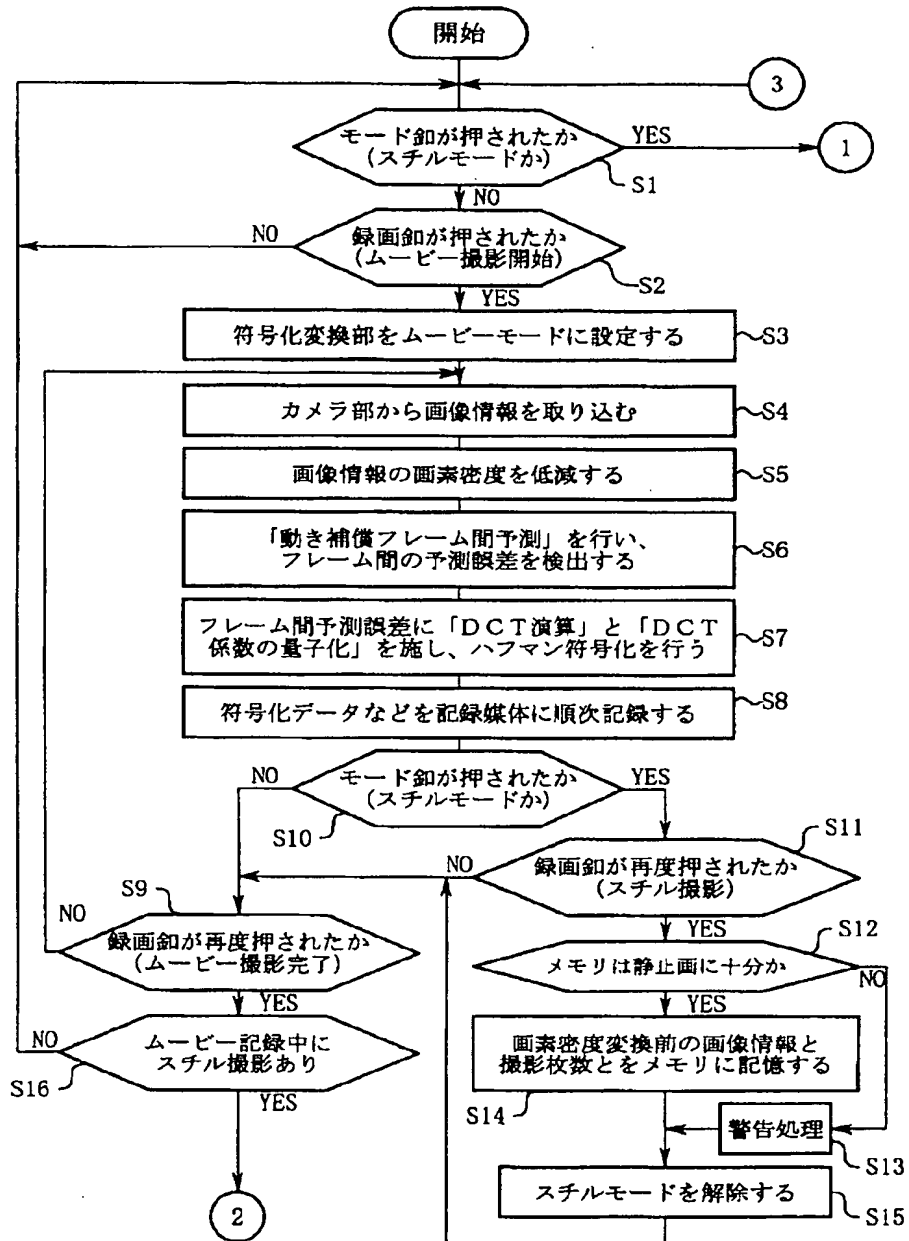 開始
3
モード釦が押されたか
(スチルモードか)
YES
1
S1
NO
録画釦が押されたか
(ムービー撮影開始)
NO
S2
YES
符号化変換部をムービーモードに設定する
S3
カメラ部から画像情報を取り込む
S4
画像情報の画素密度を低減する
S5
「動き補償フレーム間予測」を行い、
フレーム間の予測誤差を検出する
S6
フレーム間予測誤差に「DCT演算」と「DCT
係数の量子化」を施し、ハフマン符号化を行う
S7
符号化データなどを記録媒体に順次記録する
S8
モード釦が押されたか
(スチルモードか)
NO
YES
S10
S11
録画釦が再度押されたか
(スチル撮影)
NO
YES
S9
録画釦が再度押されたか
(ムービー撮影完了)
NO
YES
S12
メモリは静止画に十分か
NO
YES
ムービー記録中に
スチル撮影あり
NO
S16
YES
画素密度変換前の画像情報と
撮影枚数とをメモリに記憶する
S14
警告処理
S13
スチルモードを解除する
S15
2